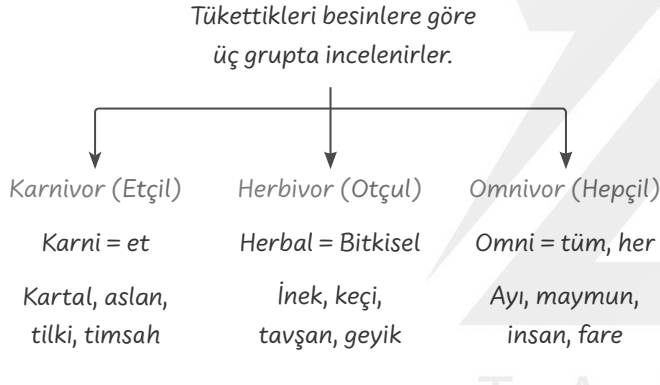 Tükettikleri besinlere göre
üç grupta incelenirler.
Karnivor (Etçil)
Karni = et
Kartal, aslan,
tilki, timsah
Herbivor (Otçul)
Herbal = Bitkisel
İnek, keçi,
tavşan, geyik
Omnivor (Hepçil)
Omni = tüm, her
Ayı, maymun,
insan, fare